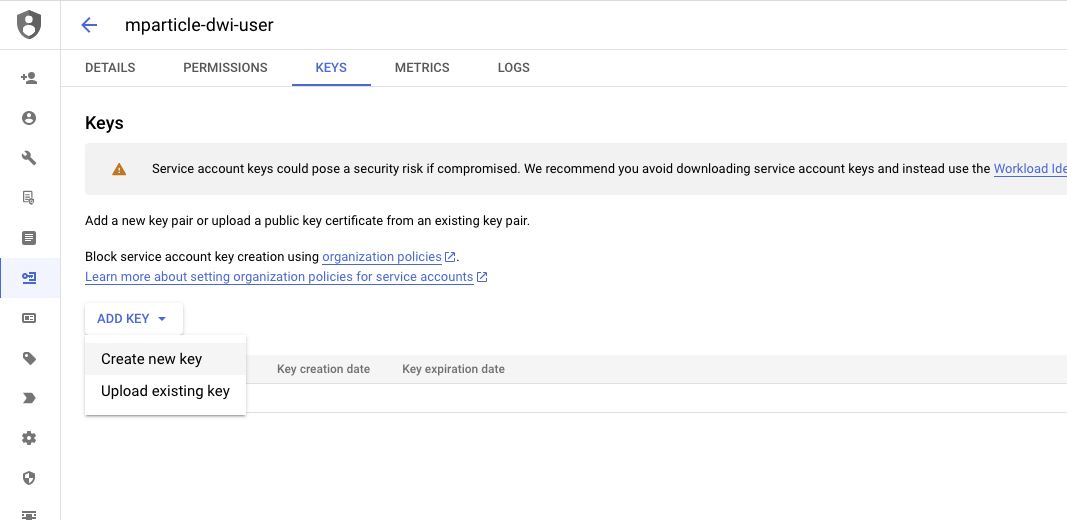 mparticle-dwi-user
DETAILS PERMISSIONS KEYS METRICS LOGS
Keys
Service account keys could pose a security risk if compromised. We recommend you avoid downloading service account keys and instead use the Workload Ide
Add a new key pair or upload a public key certificate from an existing key pair.
Block service account key creation using organization policies.
Learn more about setting organization policies for service accounts
ADD KEY
Create new key
Key creation date Key expiration date
Upload existing key